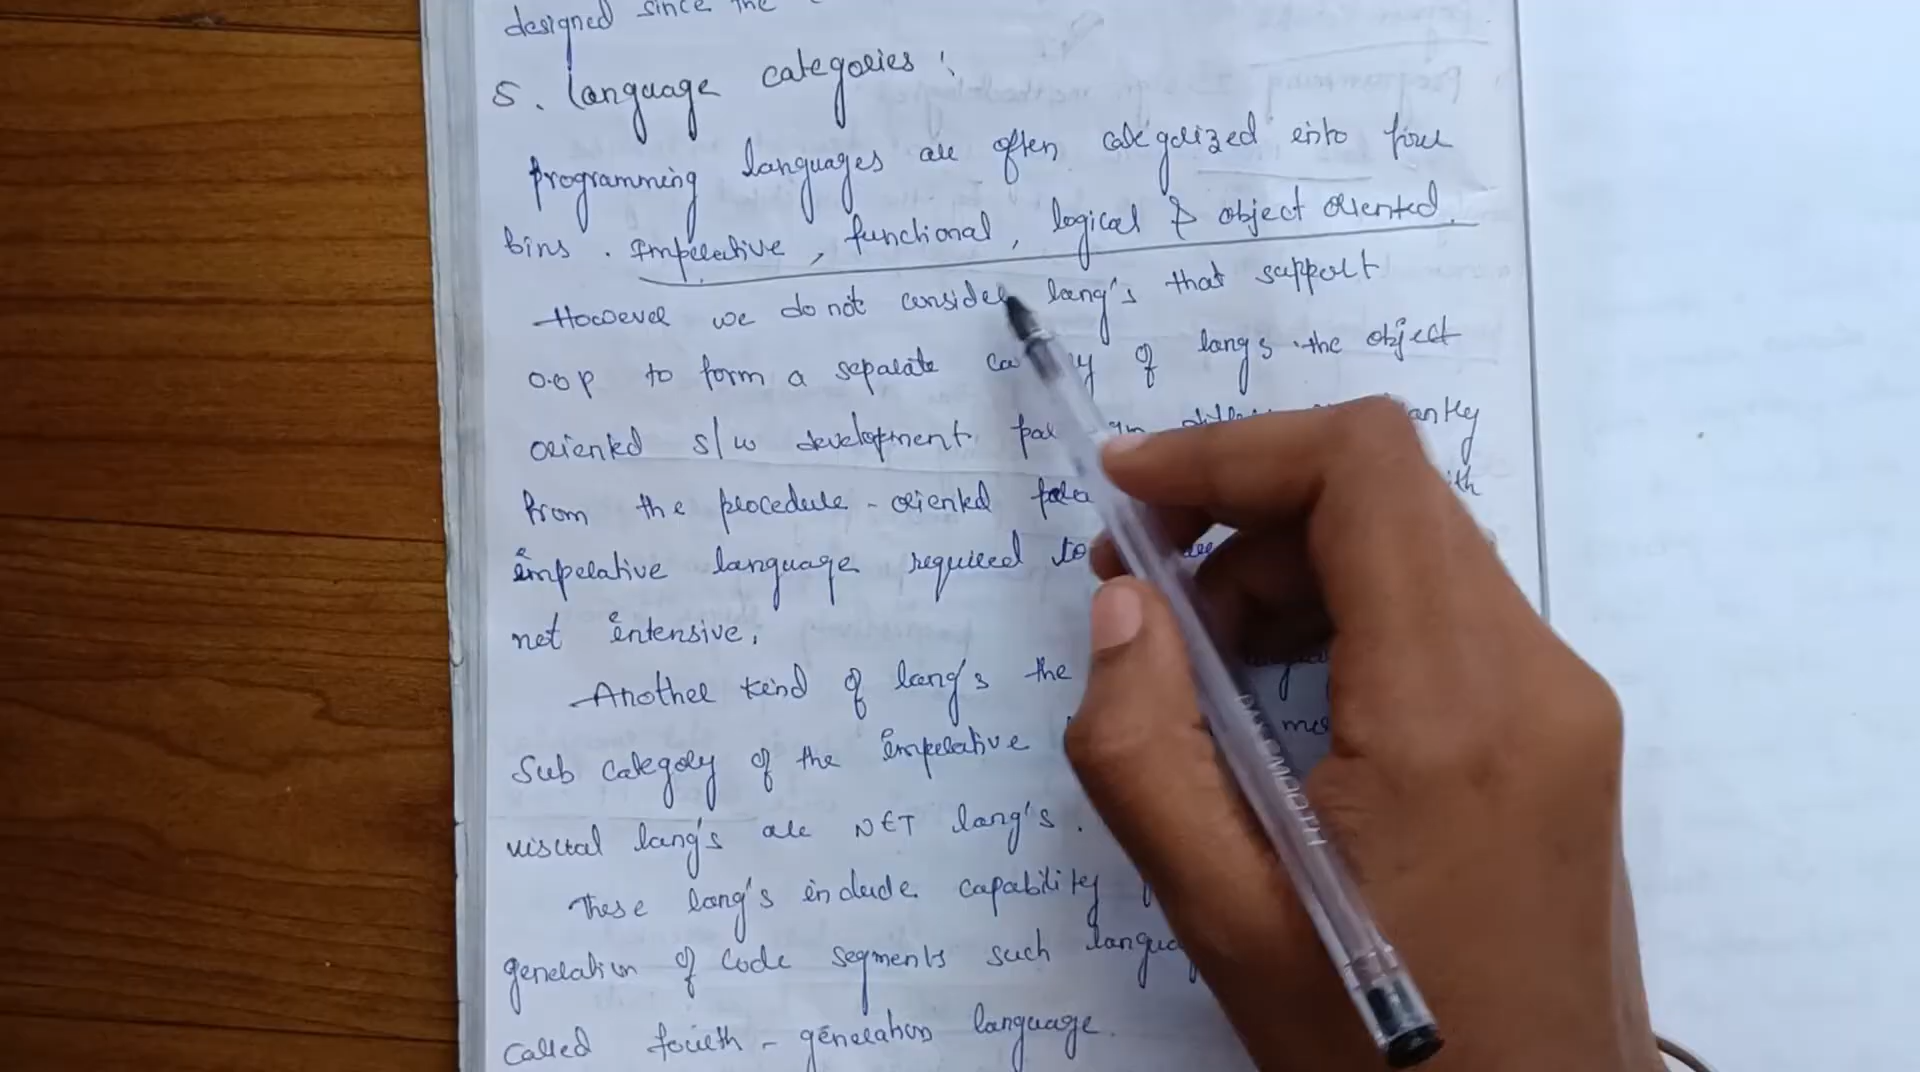 designed since the
5. Language categories :
programming languages are often categorized into four
bins. Imperative, functional, logical & object oriented.
However we do not consider lang's that support
O.O.P to form a separate of langs the object
oriented s/w development
from the procedure - oriented
imperative language required to
not intensive.
Another kind of lang's the
Sub category of the imperative
visual lang's are NET lang's.
These lang's include capability
generation of code segments such
called fourth - generation language.
SMOOTH